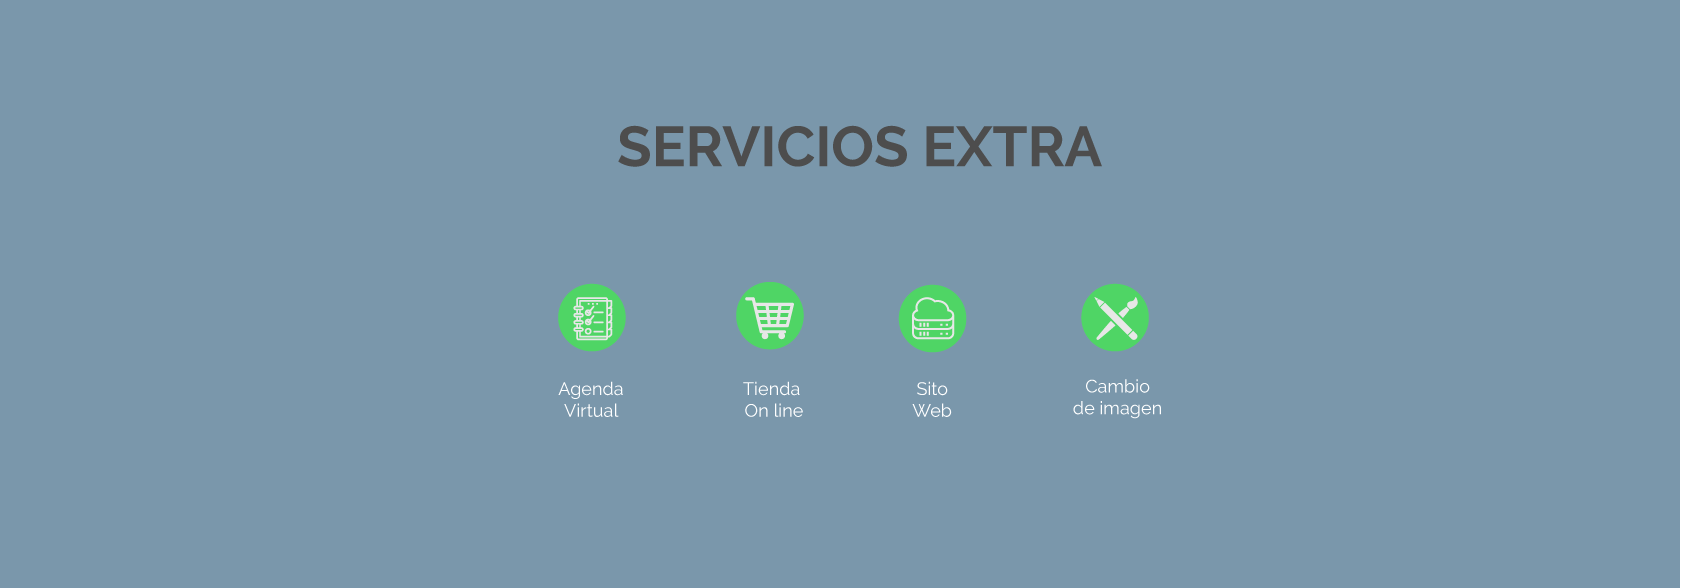 SERVICIOS EXTRA
Agenda
Virtual
Tienda
On line
Sito
Web
Cambio
de imagen